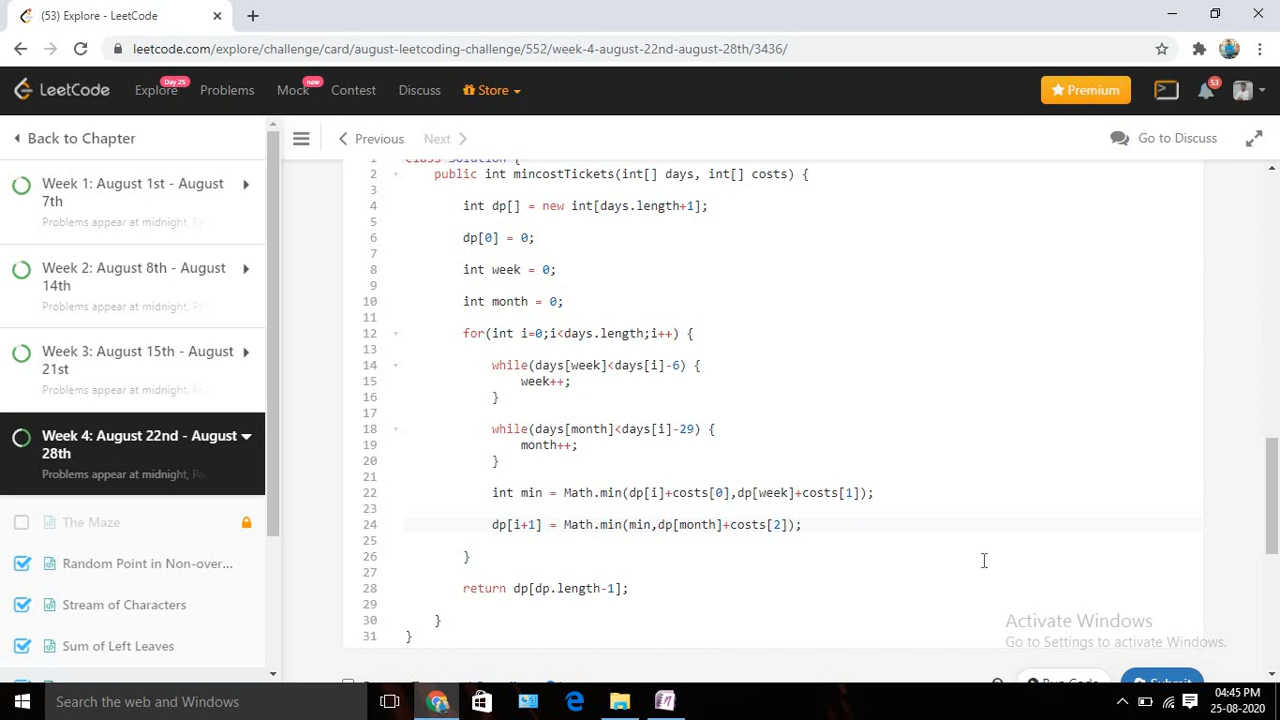 (53) Explore - LeetCode
leetcode.com/explore/challenge/card/august-leetcoding-challenge/552/week-4-august-22nd-august-28th/3436/
LeetCode Explore Day 25 Problems Mock new Contest Discuss Store Premium 53
Back to Chapter Previous Next Go to Discuss
Week 1: August 1st - August
7th
Problems appear at midnight,
Week 2: August 8th - August
14th
Problems appear at midnight,
Week 3: August 15th - August
21st
Problems appear at midnight,
Week 4: August 22nd - August
28th
Problems appear at midnight,
The Maze
Random Point in Non-over...
Stream of Characters
Sum of Left Leaves
1 class Solution {
2 public int mincostTickets(int[] days, int[] costs) {
3
4 int dp[] = new int[days.length+1];
5
6 dp[0] = 0;
7
8 int week = 0;
9
10 int month = 0;
11
12 for(int i=0;i<days.length;i++) {
13
14 while(days[week]<days[i]-6) {
15 week++;
16 }
17
18 while(days[month]<days[i]-29) {
19 month++;
20 }
21
22 int min = Math.min(dp[i]+costs[0],dp[week]+costs[1]);
23
24 dp[i+1] = Math.min(min,dp[month]+costs[2]);
25
26 }
27
28 return dp[dp.length-1];
29
30 }
31 }
Activate Windows
Go to Settings to activate Windows.
Run Code Submit
Search the web and Windows
04:45 PM
25-08-2020